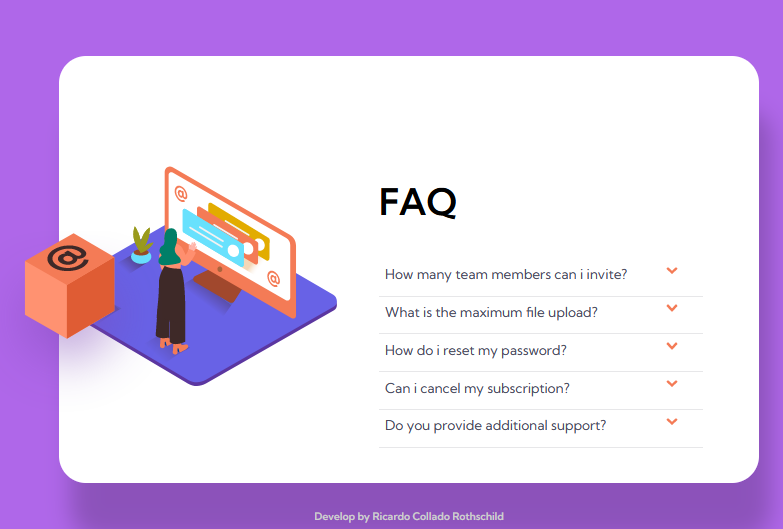 FAQ
How many team members can i invite?
What is the maximum file upload?
How do i reset my password?
Can i cancel my subscription?
Do you provide additional support?
@
@
@
Develop by Ricardo Collado Rothschild